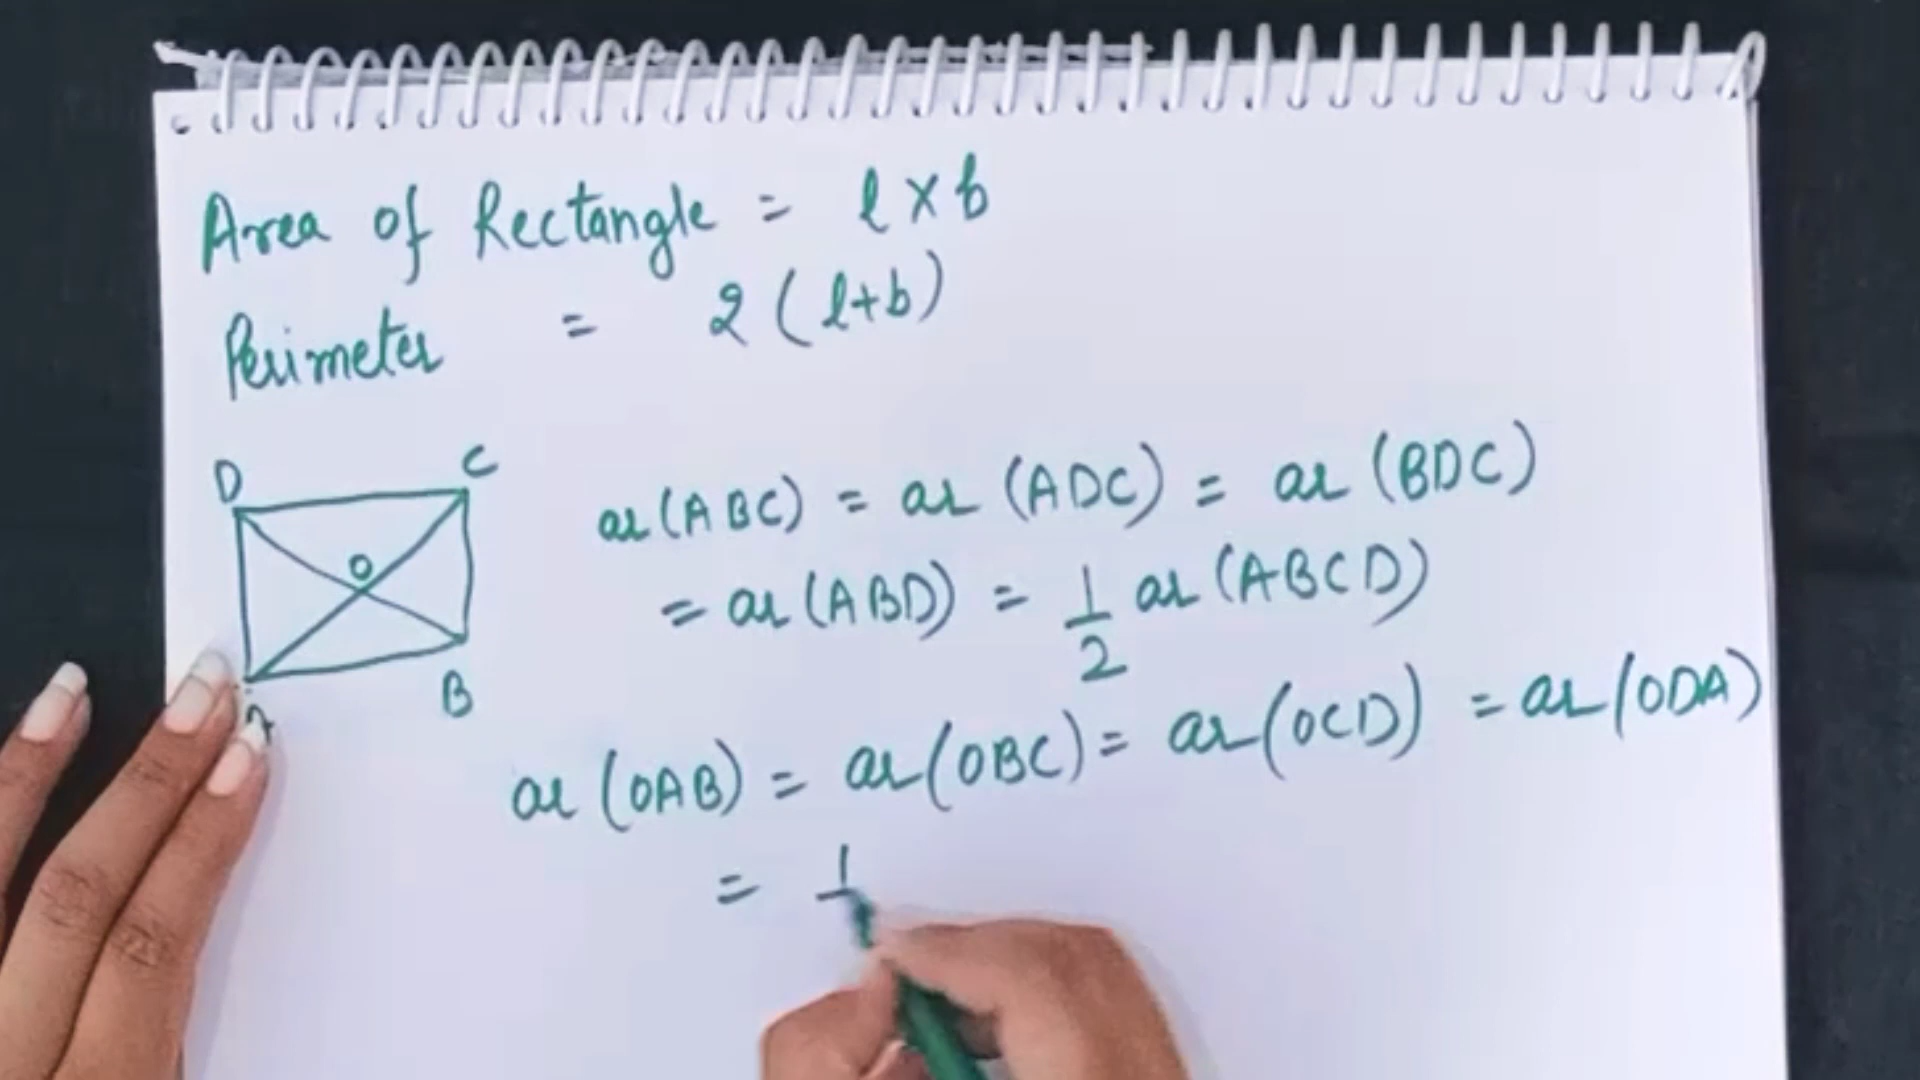 Area of Rectangle = l × b
Perimeter = 2 (l+b)
D C
O
A B
ar (ABC) = ar (ADC) = ar (BDC)
= ar (ABD) = 1/2 ar (ABCD)
ar (OAB) = ar (OBC) = ar (OCD) = ar (ODA)
= 1